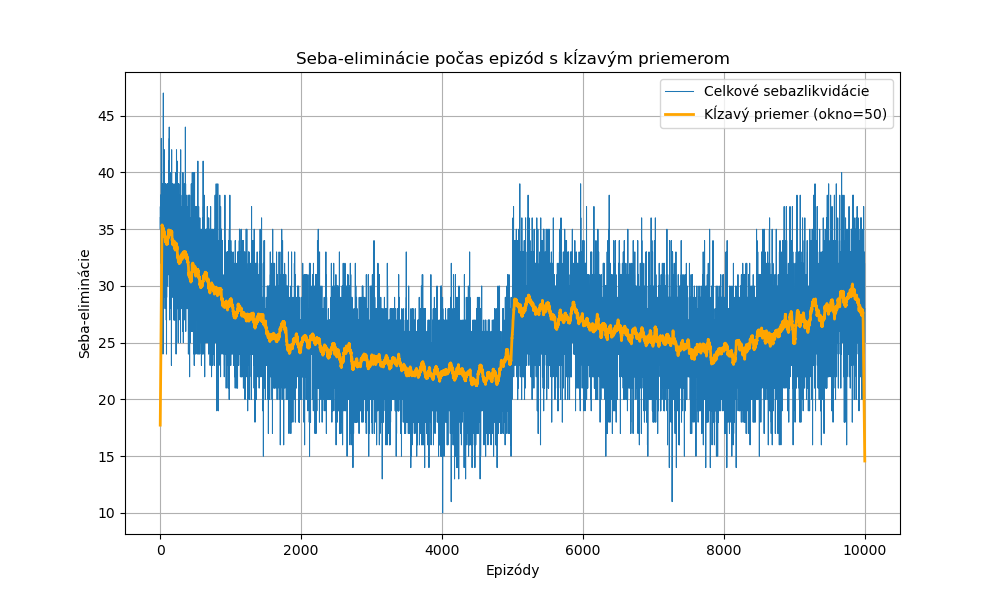 Seba-eliminácie počas epizód s kĺzavým priemerom
Celkové sebazlikvidácie
Kĺzavý priemer (okno=50)
Seba-eliminácie
45
40
35
30
25
20
15
10
0
2000
4000
6000
8000
10000
Epizódy